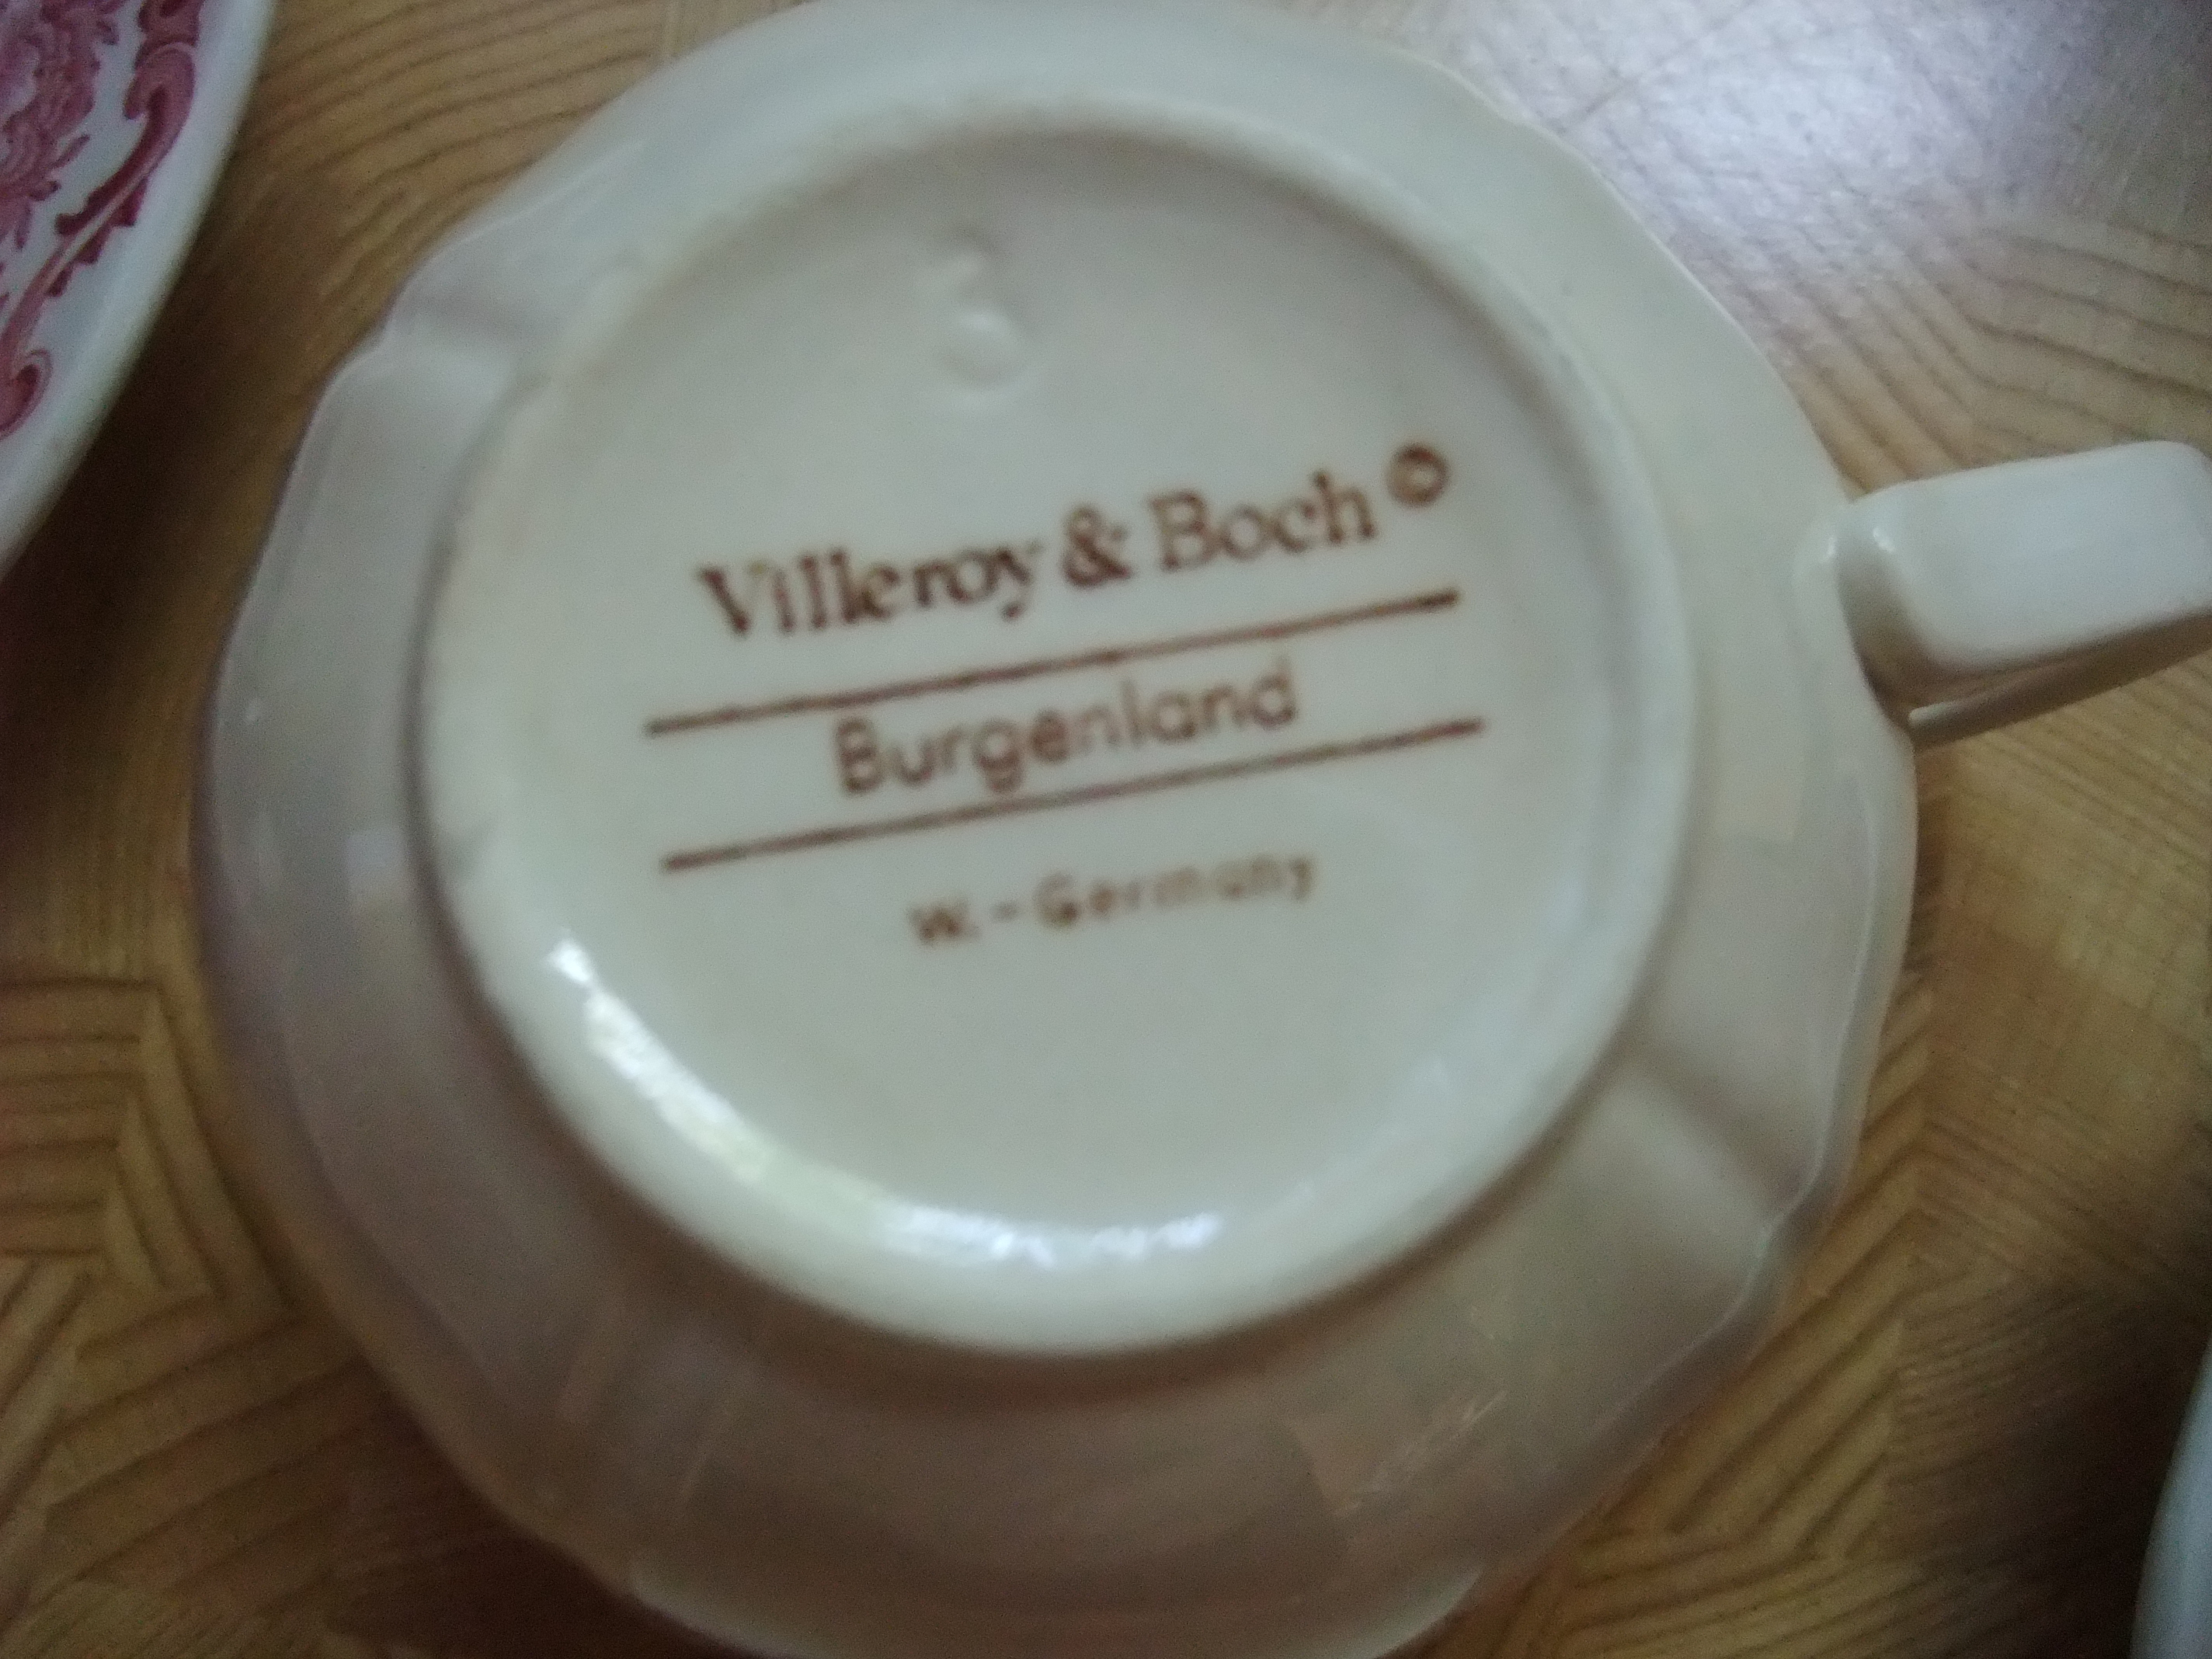 Villeroy & Boch ©
Burgenland
W.-Germany